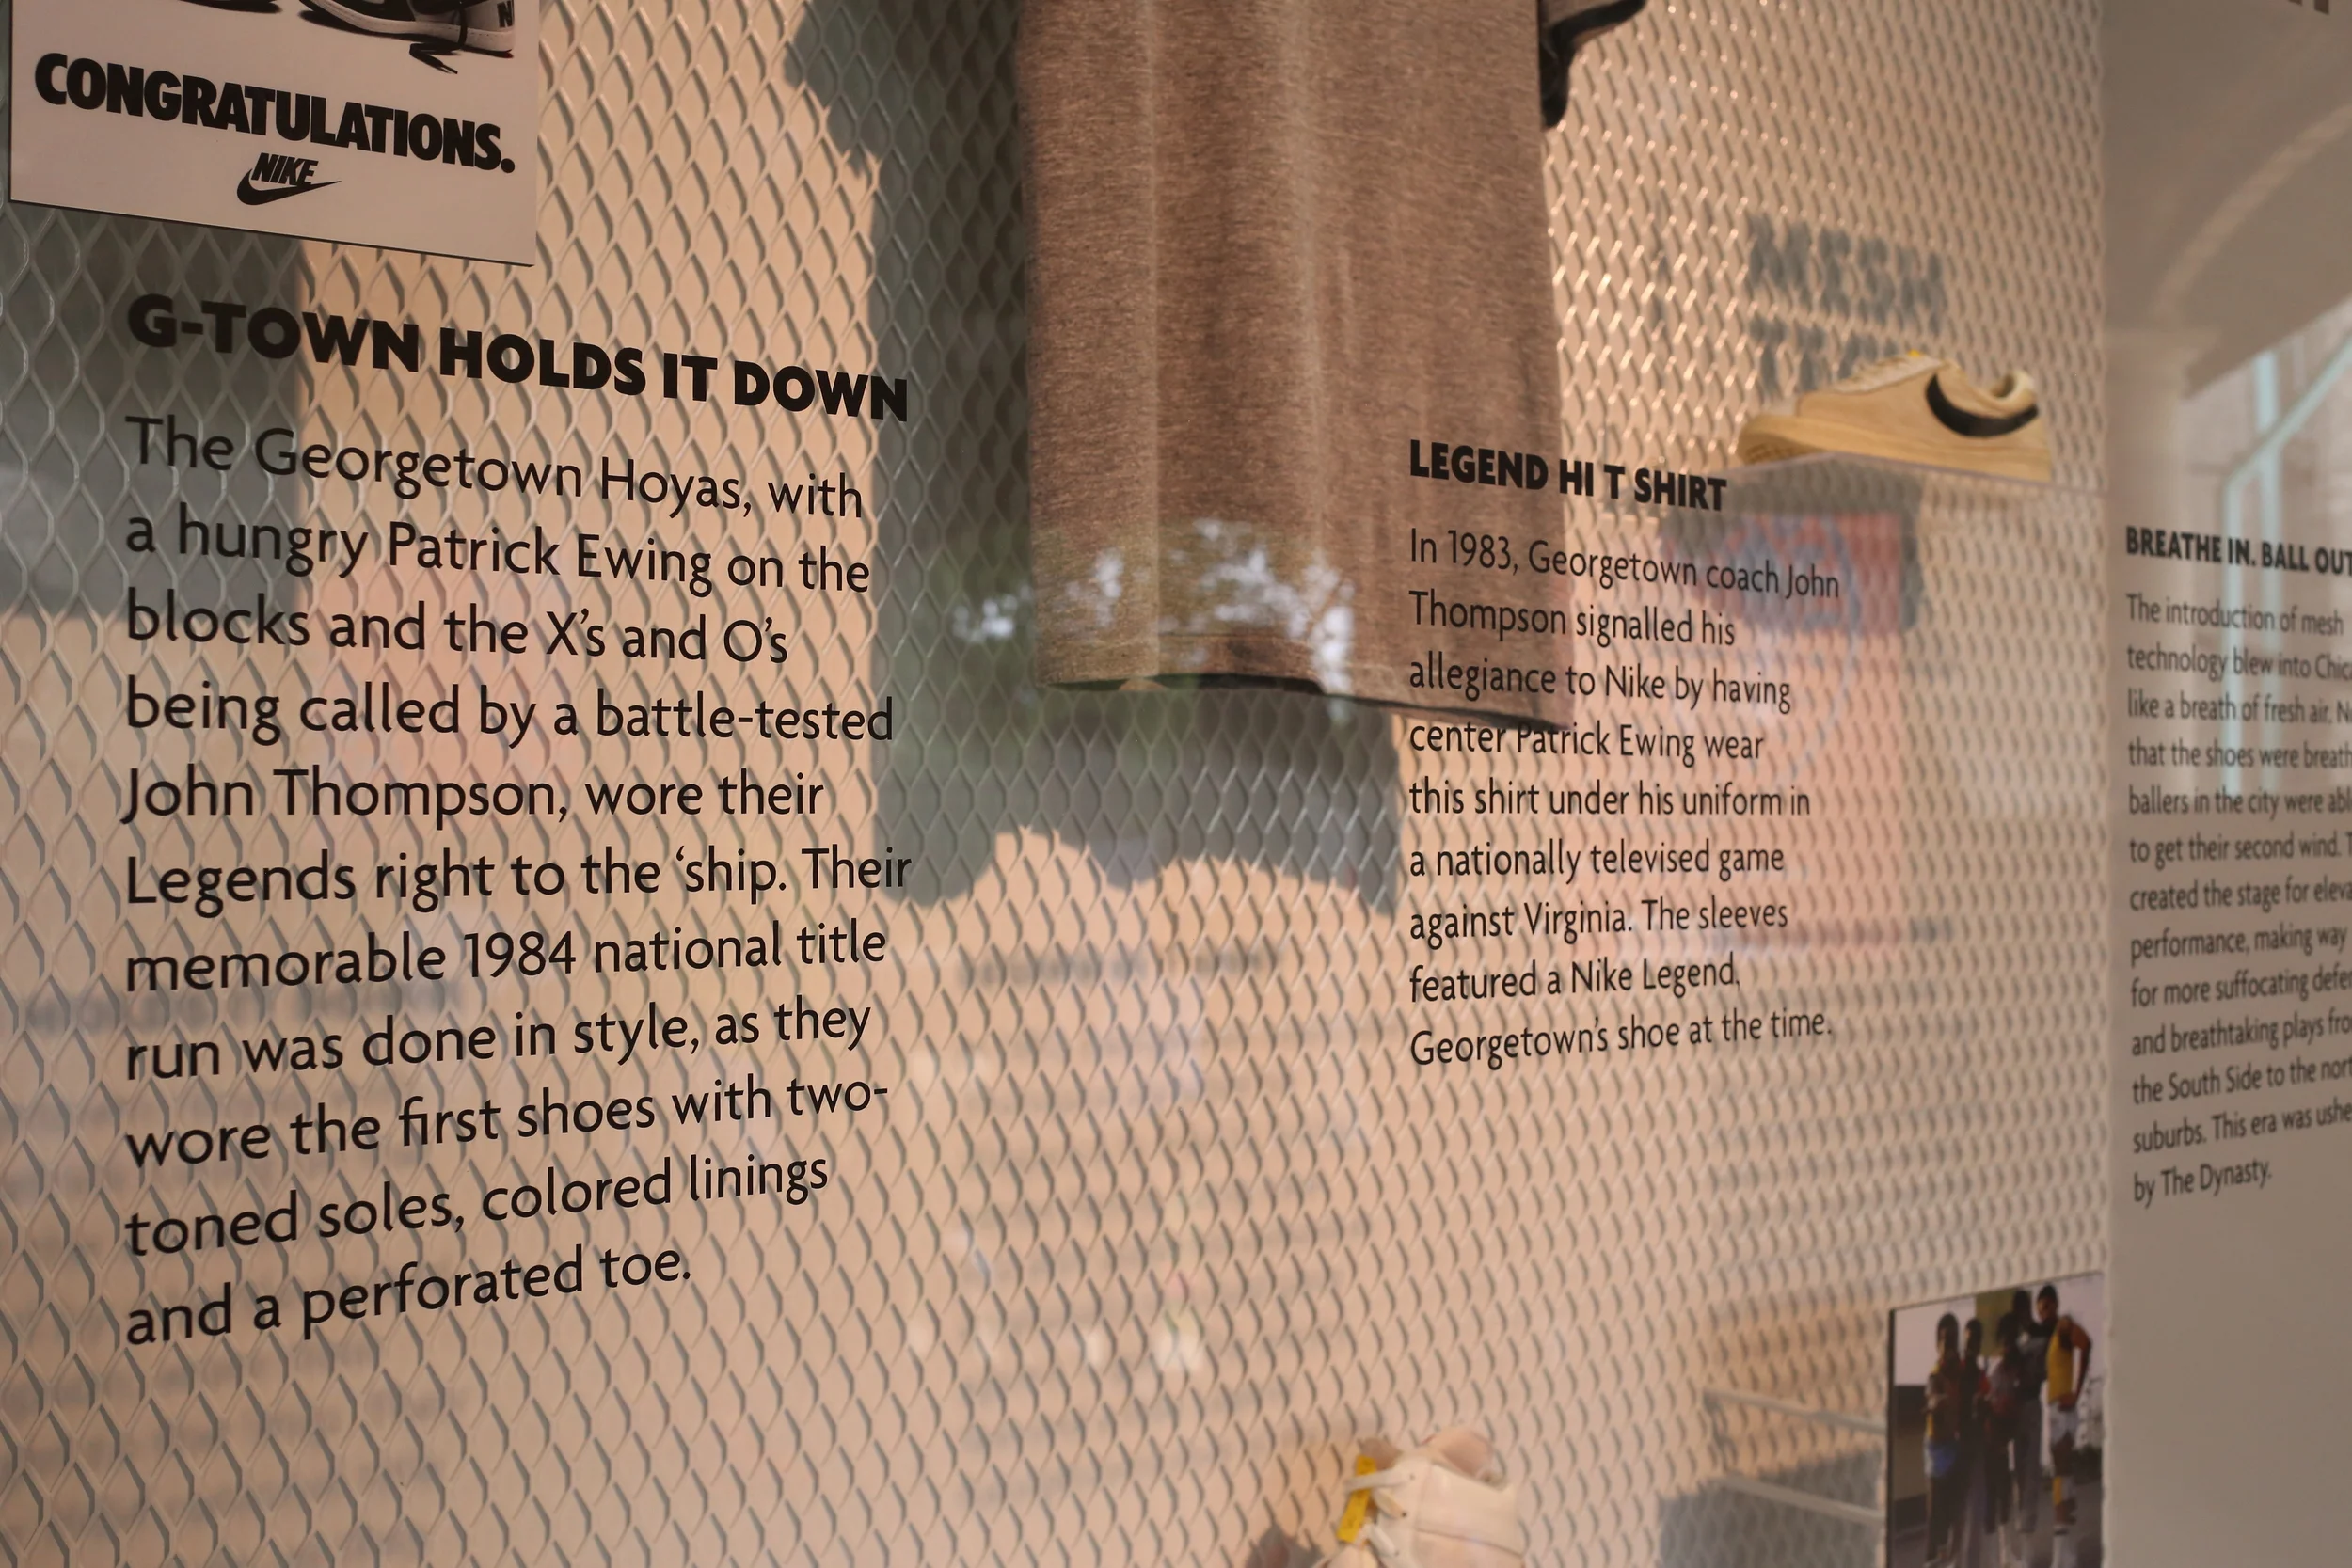 CONGRATULATIONS.
NIKE
G-TOWN HOLDS IT DOWN
The Georgetown Hoyas, with
a hungry Patrick Ewing on the
blocks and the X's and O's
being called by a battle-tested
John Thompson, wore their
Legends right to the ‘ship. Their
memorable 1984 national title
run was done in style, as they
wore the first shoes with two-
toned soles, colored linings
and a perforated toe.
LEGEND HI T SHIRT
In 1983, Georgetown coach John
Thompson signalled his
allegiance to Nike by having
center Patrick Ewing wear
this shirt under his uniform in
a nationally televised game
against Virginia. The sleeves
featured a Nike Legend,
Georgetown's shoe at the time.
MESH
BREATHE IN. BALL OUT
The introduction of mesh
technology blew into
like a breath of fresh air.
that the shoes were
ballers in the city were
to get their second wind.
created the stage for
performance, making way
for more suffocating
and breathtaking plays
the South Side to the
suburbs. This era was
by The Dynasty.